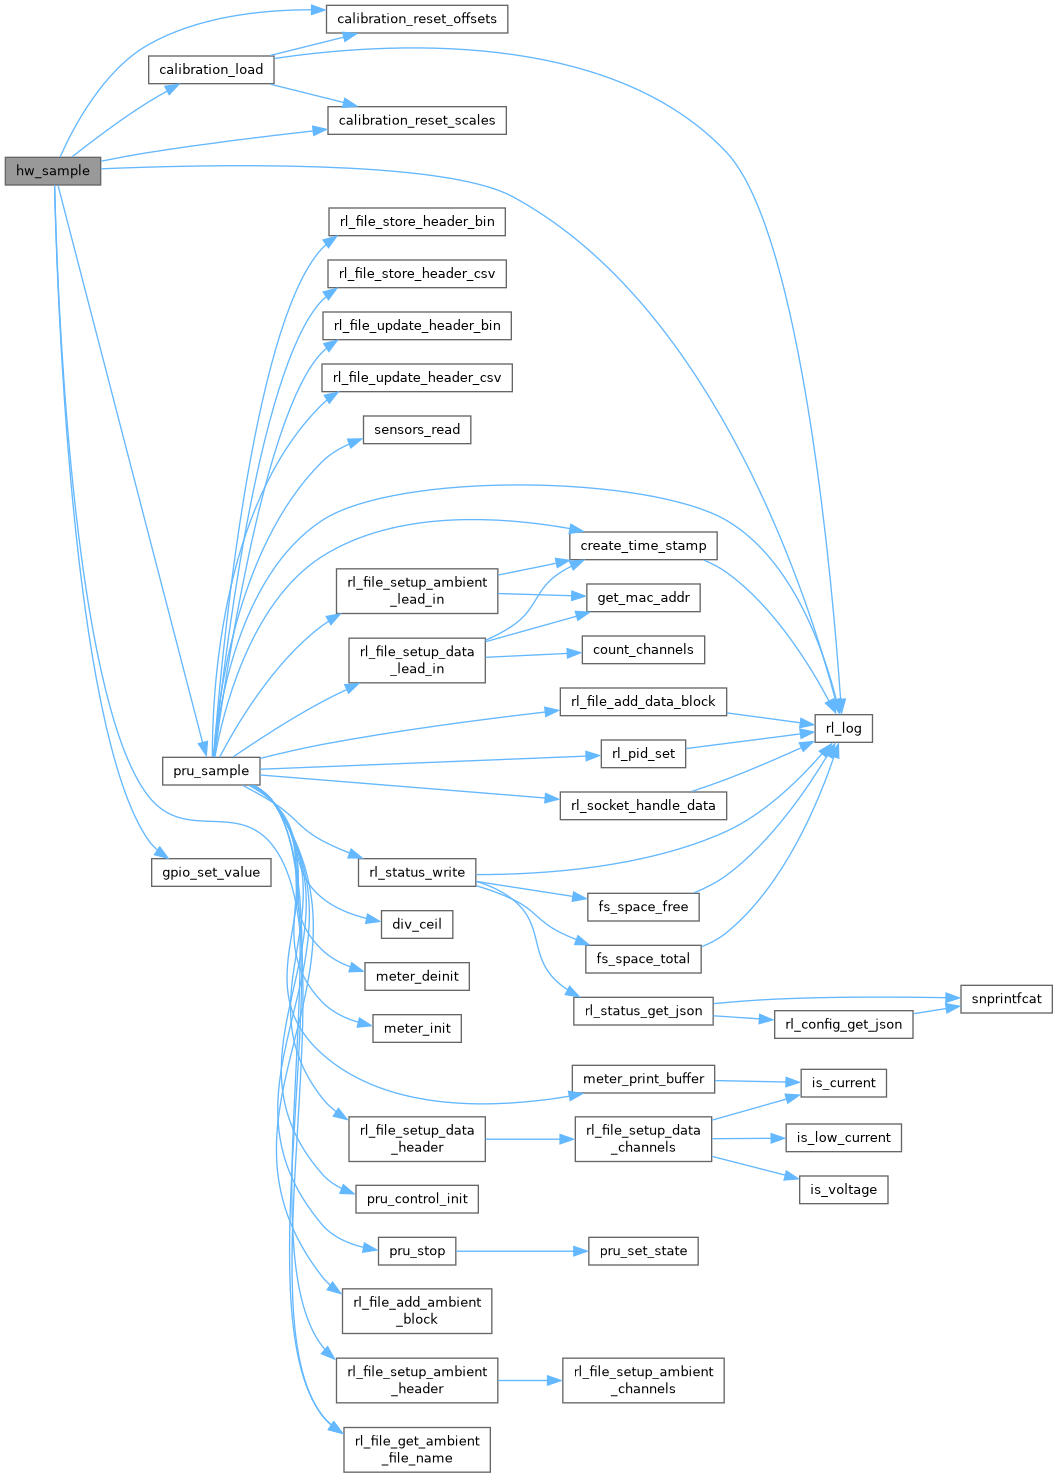 calibration_reset_offsets
calibration_load
calibration_reset_scales
hw_sample
rl_file_store_header_bin
rl_file_store_header_csv
rl_file_update_header_bin
rl_file_update_header_csv
sensors_read
create_time_stamp
rl_file_setup_ambient
_lead_in
get_mac_addr
rl_file_setup_data
_lead_in
count_channels
rl_file_add_data_block
rl_log
rl_pid_set
pru_sample
rl_socket_handle_data
gpio_set_value
rl_status_write
fs_space_free
div_ceil
fs_space_total
meter_deinit
snprintfcat
rl_status_get_json
rl_config_get_json
meter_init
meter_print_buffer
is_current
rl_file_setup_data
_header
rl_file_setup_data
_channels
is_low_current
is_voltage
pru_control_init
pru_stop
pru_set_state
rl_file_add_ambient
_block
rl_file_setup_ambient
_header
rl_file_setup_ambient
_channels
rl_file_get_ambient
_file_name